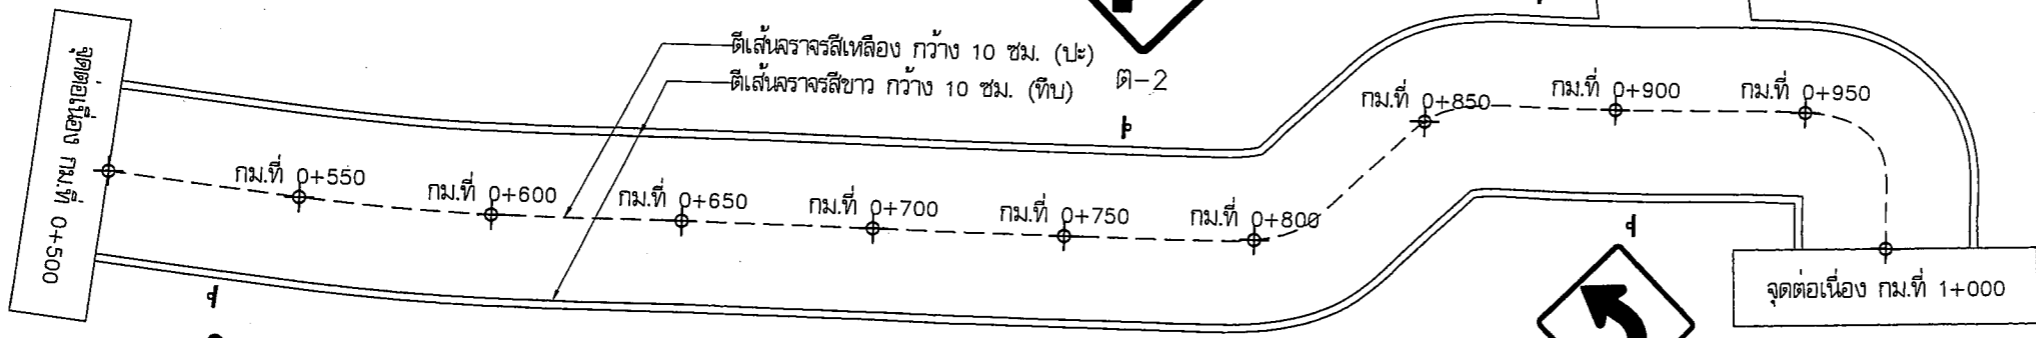 ตีเส้นจราจรสีเหลือง กว้าง 10 ซม. (ปะ)
ตีเส้นจราจรสีขาว กว้าง 10 ซม. (ทึบ)
ต-2
จุดต่อเนื่อง กม.ที่ 0+500
กม.ที่ 0+550
กม.ที่ 0+600
กม.ที่ 0+650
กม.ที่ 0+700
กม.ที่ 0+750
กม.ที่ 0+800
กม.ที่ 0+850
กม.ที่ 0+900
กม.ที่ 0+950
จุดต่อเนื่อง กม.ที่ 1+000